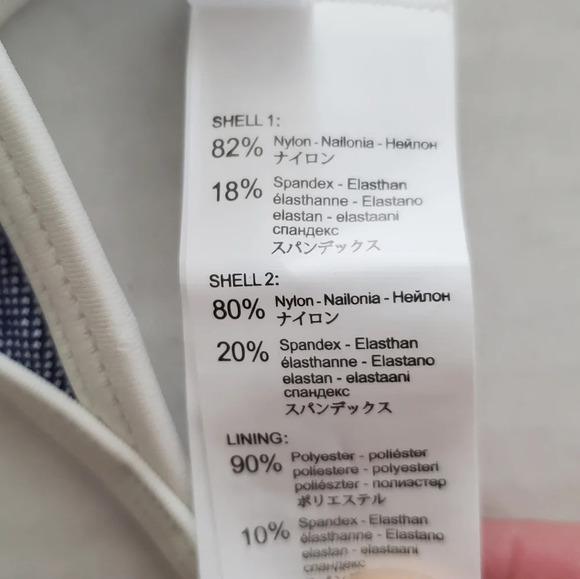 SHELL 1:
82% Nylon - Nailonia - Нейлон
ナイロン
18% Spandex - Elasthan
élasthanne - Elastano
elastan - elastaani
спандекс
スパンデックス
SHELL 2:
80% Nylon - Nailonia - Нейлон
ナイロン
20% Spandex - Elasthan
élasthanne - Elastano
elastan - elastaani
спандекс
スパンデックス
LINING:
90% Polyester - poliéster
poliestere - polyesteri
poliészter - полиэстер
ポリエステル
10% Spandex - Elasthan
élasthanne - Elastano
elastan - elastaani
спандекс